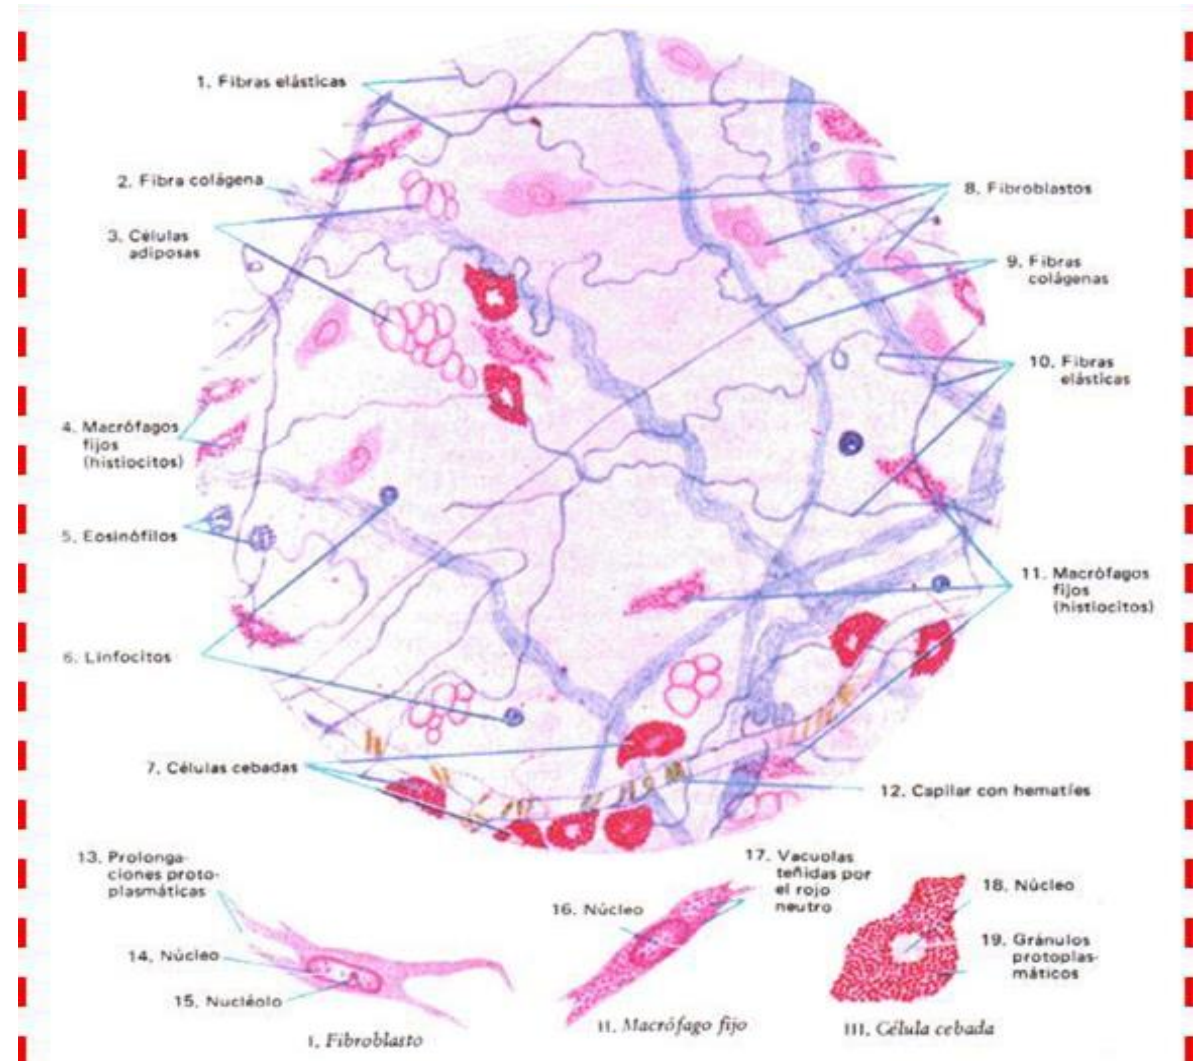 1. Fibras elásticas
2. Fibra colágena
3. Células
adiposas
4. Macrófagos
fijos
(histiocitos)
5. Eosinófilos
6. Linfocitos
7. Células cebadas
8. Fibroblastos
9. Fibras
colágenas
10. Fibras
elásticas
11. Macrófagos
fijos
(histiocitos)
12. Capilar con hematíes
13. Prolonga-
ciones proto-
plasmáticas
14. Núcleo
15. Nucléolo
I. Fibroblasto
16. Núcleo
17. Vacuolas
teñidas por
el rojo
neutro
II. Macrófago fijo
18. Núcleo
19. Gránulos
protoplas-
máticos
III. Célula cebada